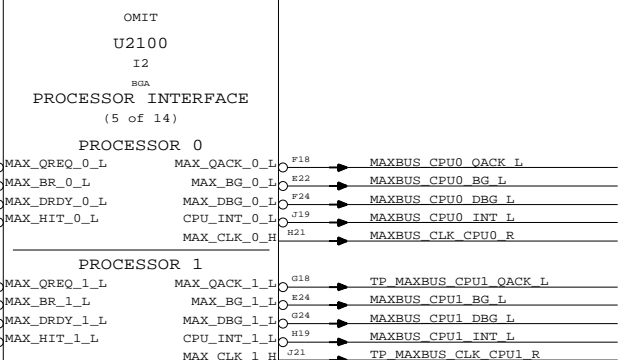 OMIT
U2100
I2
BGA
PROCESSOR INTERFACE
(5 of 14)
PROCESSOR 0
MAX_QREQ_0_L MAX_QACK_0_L F18 MAXBUS_CPU0_QACK_L
MAX_BR_0_L MAX_BG_0_L E22 MAXBUS_CPU0_BG_L
MAX_DRDY_0_L MAX_DBG_0_L F24 MAXBUS_CPU0_DBG_L
MAX_HIT_0_L CPU_INT_0_L J19 MAXBUS_CPU0_INT_L
MAX_CLK_0_H H21 MAXBUS_CLK_CPU0_R
PROCESSOR 1
MAX_QREQ_1_L MAX_QACK_1_L G18 TP_MAXBUS_CPU1_QACK_L
MAX_BR_1_L MAX_BG_1_L E24 MAXBUS_CPU1_BG_L
MAX_DRDY_1_L MAX_DBG_1_L G24 MAXBUS_CPU1_DBG_L
MAX_HIT_1_L CPU_INT_1_L H19 MAXBUS_CPU1_INT_L
MAX_CLK_1_H J21 TP_MAXBUS_CLK_CPU1_R